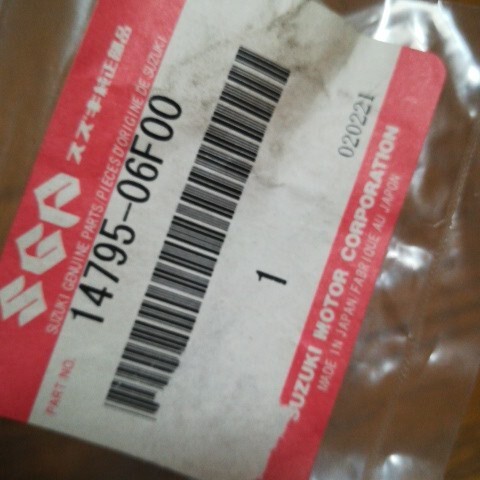 スズキ純正部品
SGP
SUZUKI GENUINE PARTS/PIECES D'ORIGINE DE SUZUKI
PART NO.
14795-06F00
1
020221
SUZUKI MOTOR CORPORATION
MADE IN JAPAN/FABRIQUE AU JAPON